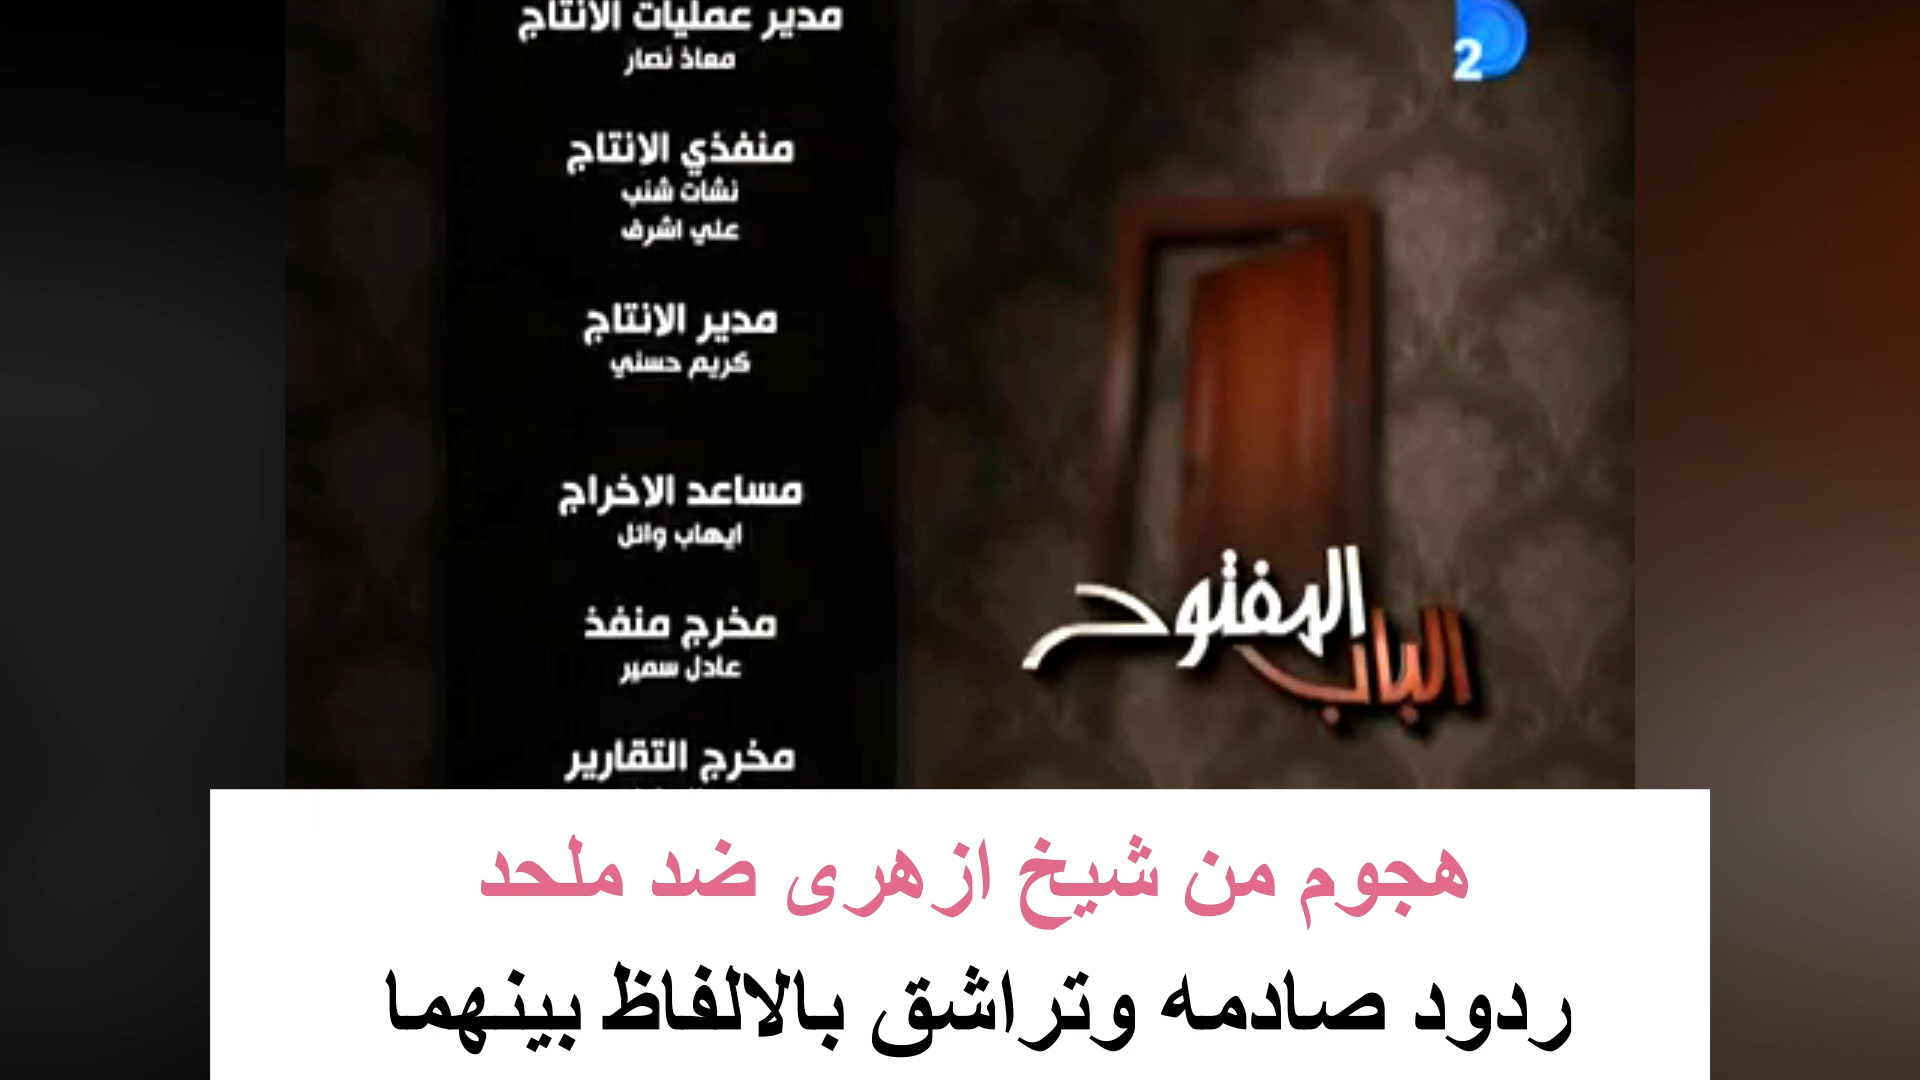 مدير عمليات الانتاج
معاذ نصار
منفذي الانتاج
نشات شنب
علي اشرف
مدير الانتاج
كريم حسني
مساعد الاخراج
ايهاب وائل
مخرج منفذ
عادل سمير
مخرج التقارير
2
الباب المفتوح
هجوم من شيخ ازهرى ضد ملحد
ردود صادمه وتراشق بالالفاظ بينهما